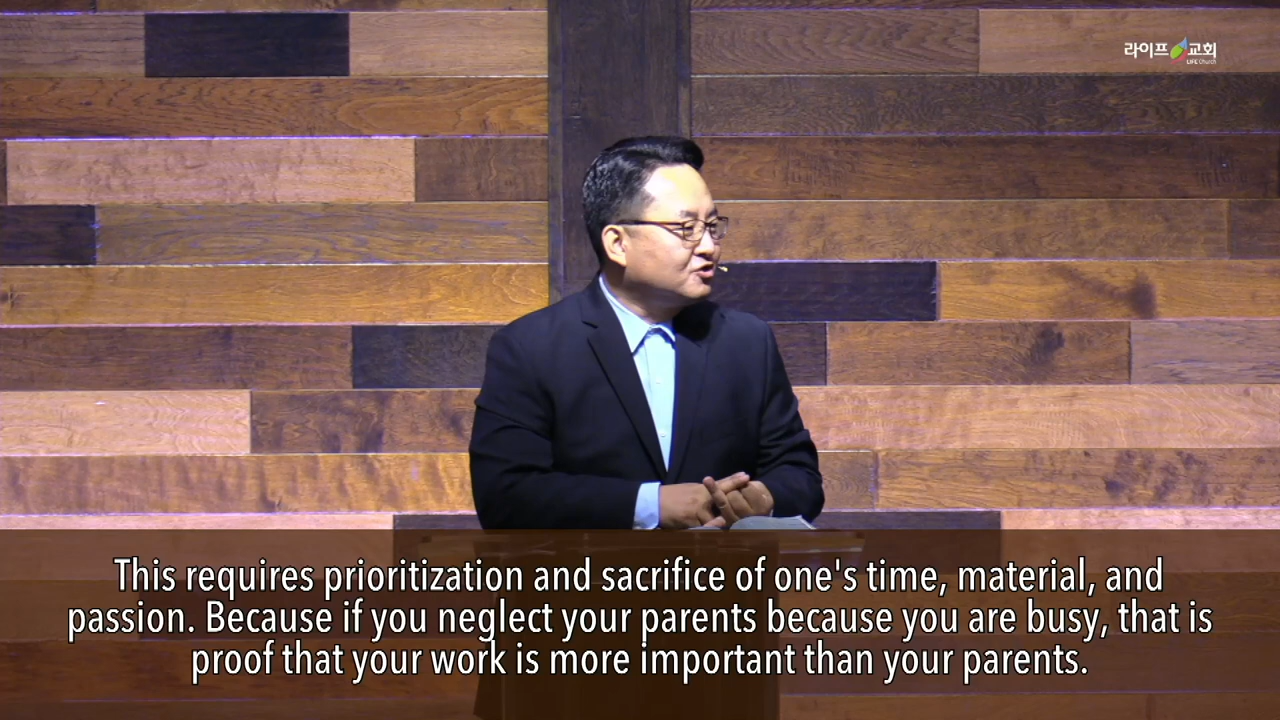 라이프교회
LIFE Church
This requires prioritization and sacrifice of one's time, material, and
passion. Because if you neglect your parents because you are busy, that is
proof that your work is more important than your parents.